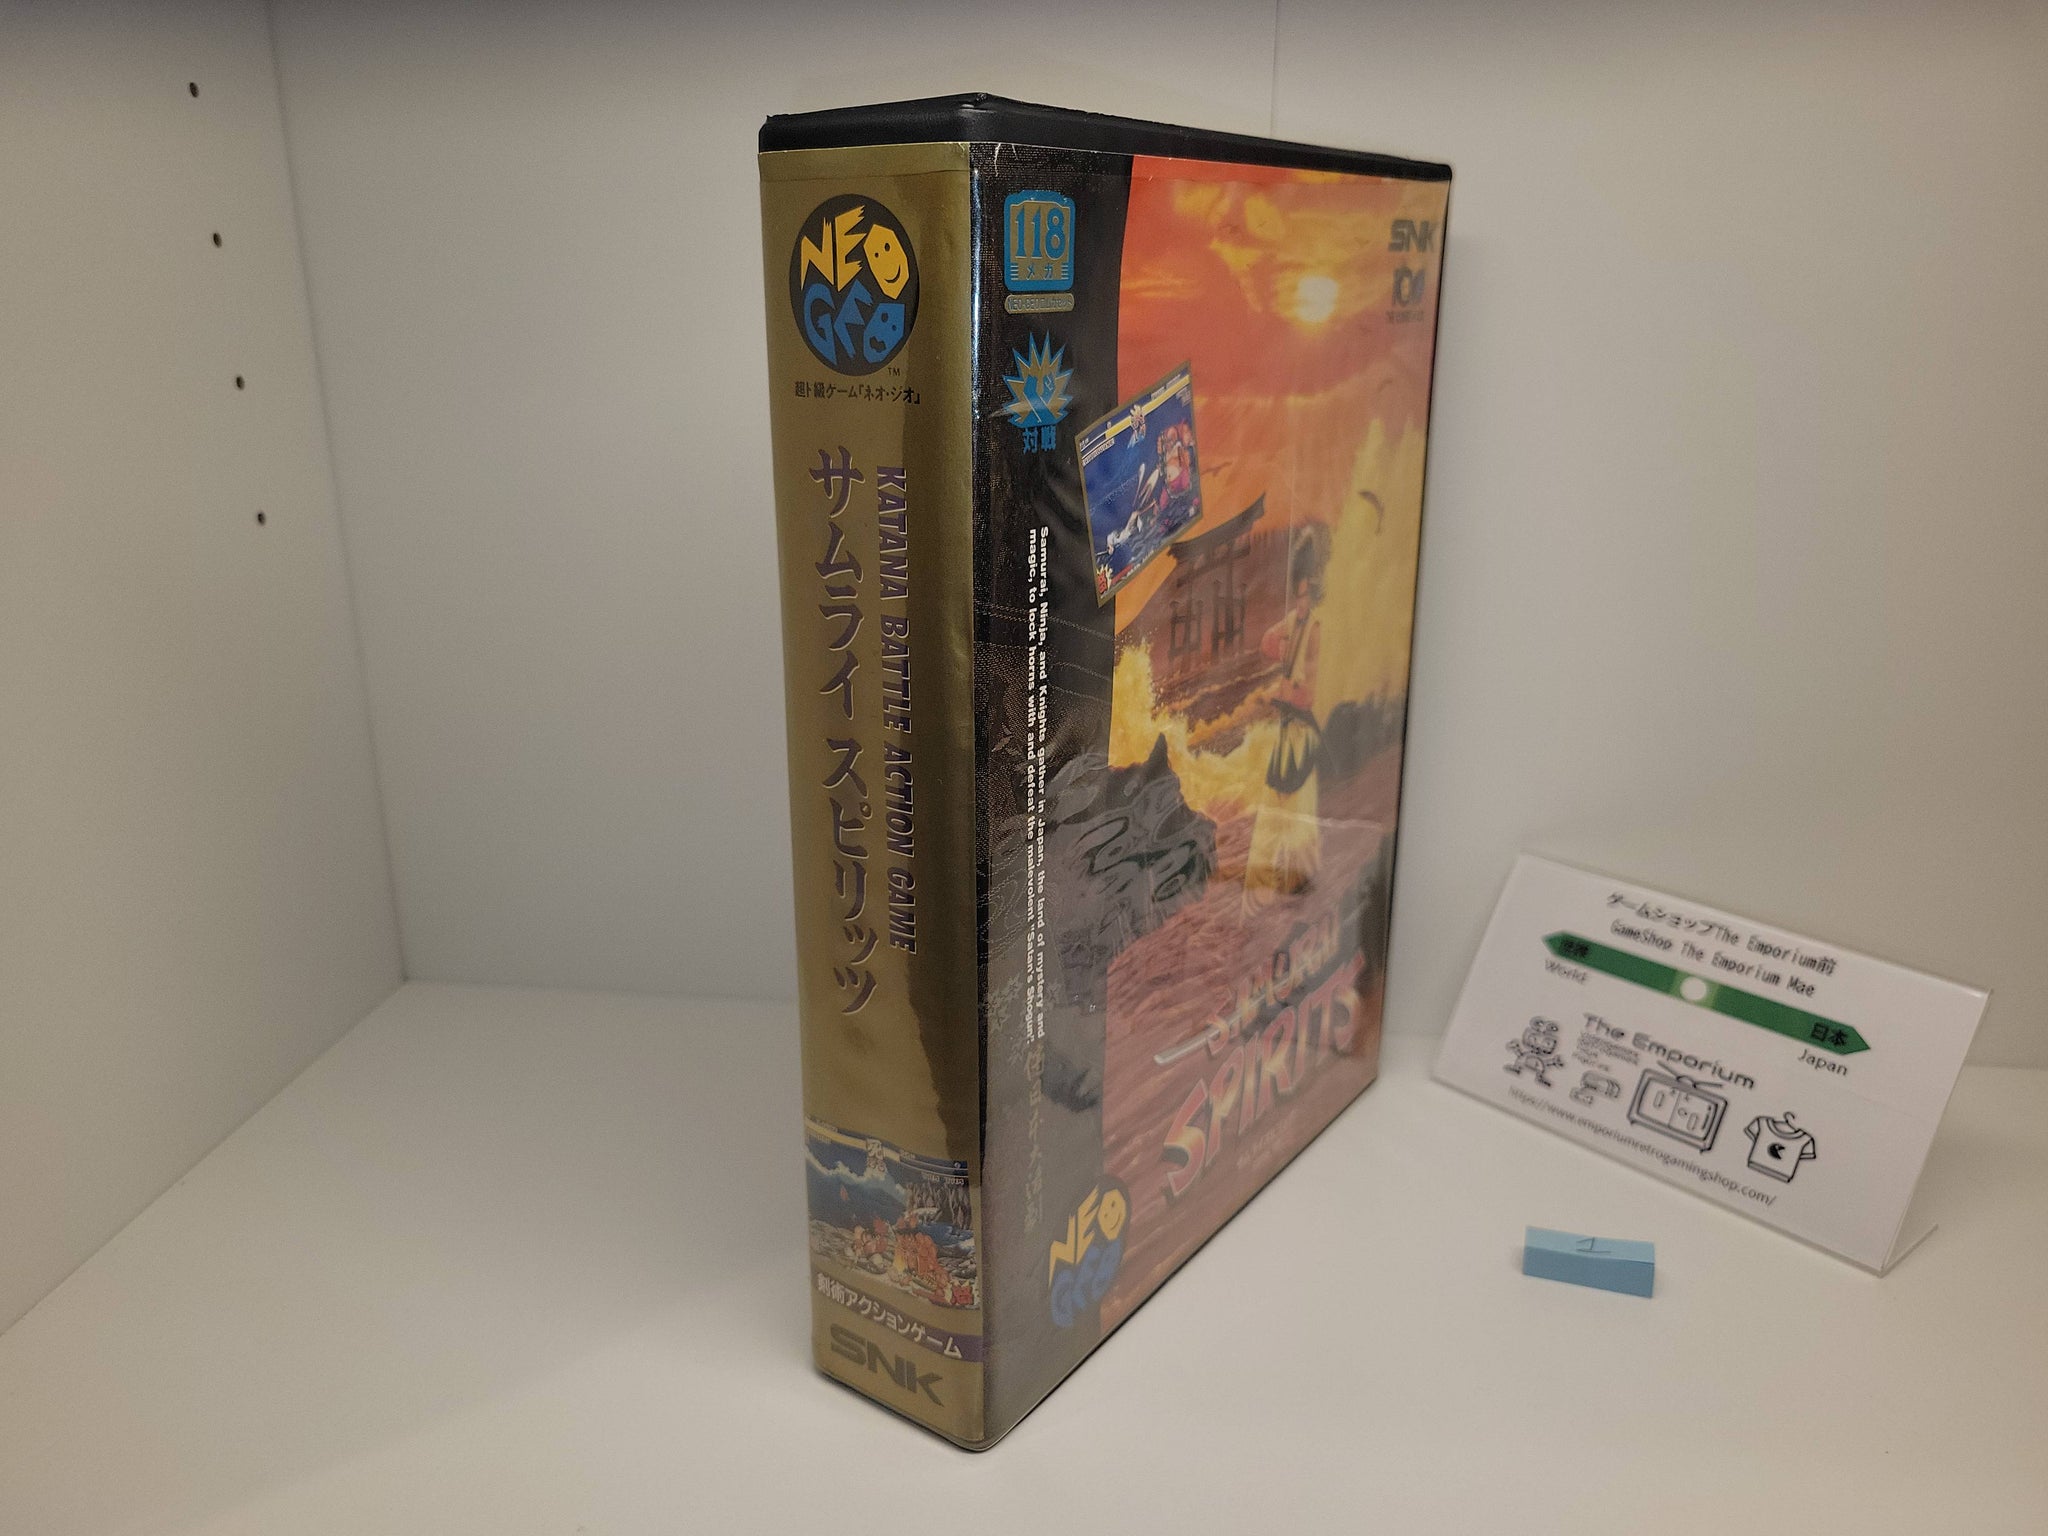 NEO
GEO
TM
超ド級ゲーム「ネオ・ジオ」
サムライスピリッツ
KATANA BATTLE ACTION GAME
剣術アクションゲーム
SNK
118
メガ
対戦
Samurai, Ninja, and Knights gather in Japan, the land of mystery and
magic, to lock horns with and defeat the malevolent "Satan's Shogun".
SNK
SAMURAI
SPIRITS
NEO
GEO
ゲームショップThe Emporium前
GameShop The Emporium Mae
世界
World
日本
Japan
The Emporium
https://www.emporiumretrogamingshop.com/
1